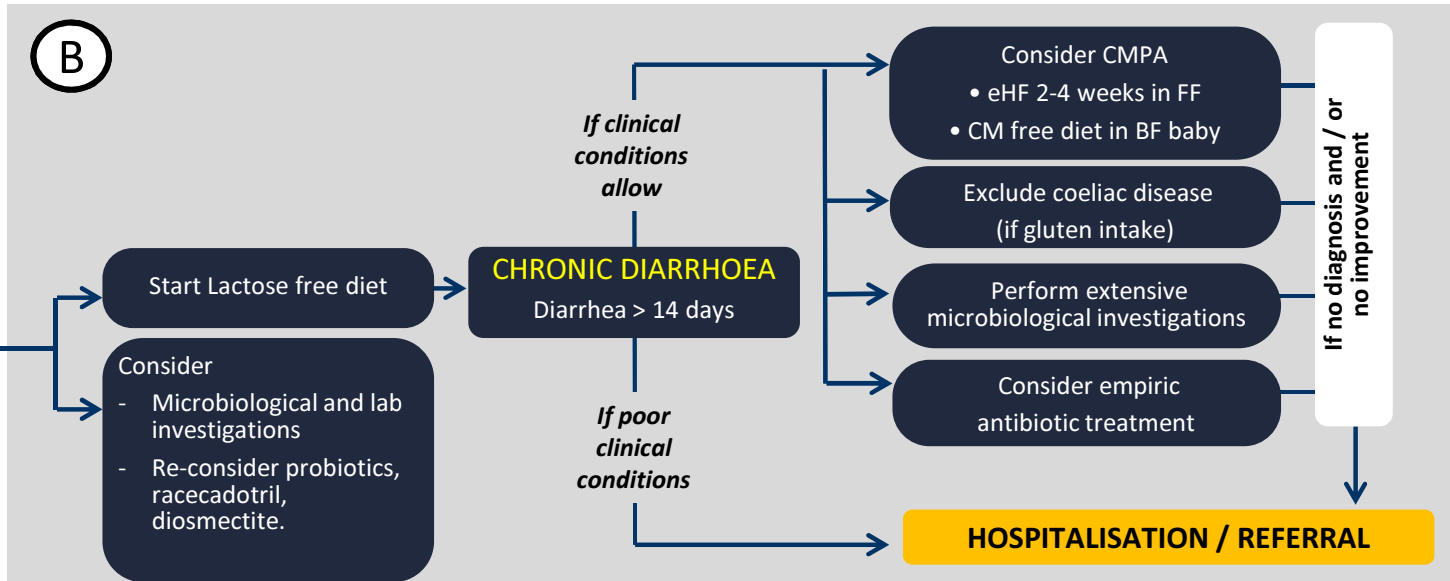 B
Start Lactose free diet
Consider
- Microbiological and lab
investigations
- Re-consider probiotics,
racecadotril,
diosmectite.
CHRONIC DIARRHOEA
Diarrhea > 14 days
If clinical
conditions
allow
If poor
clinical
conditions
Consider CMPA
• eHF 2-4 weeks in FF
• CM free diet in BF baby
Exclude coeliac disease
(if gluten intake)
Perform extensive
microbiological investigations
Consider empiric
antibiotic treatment
If no diagnosis and / or
no improvement
HOSPITALISATION / REFERRAL